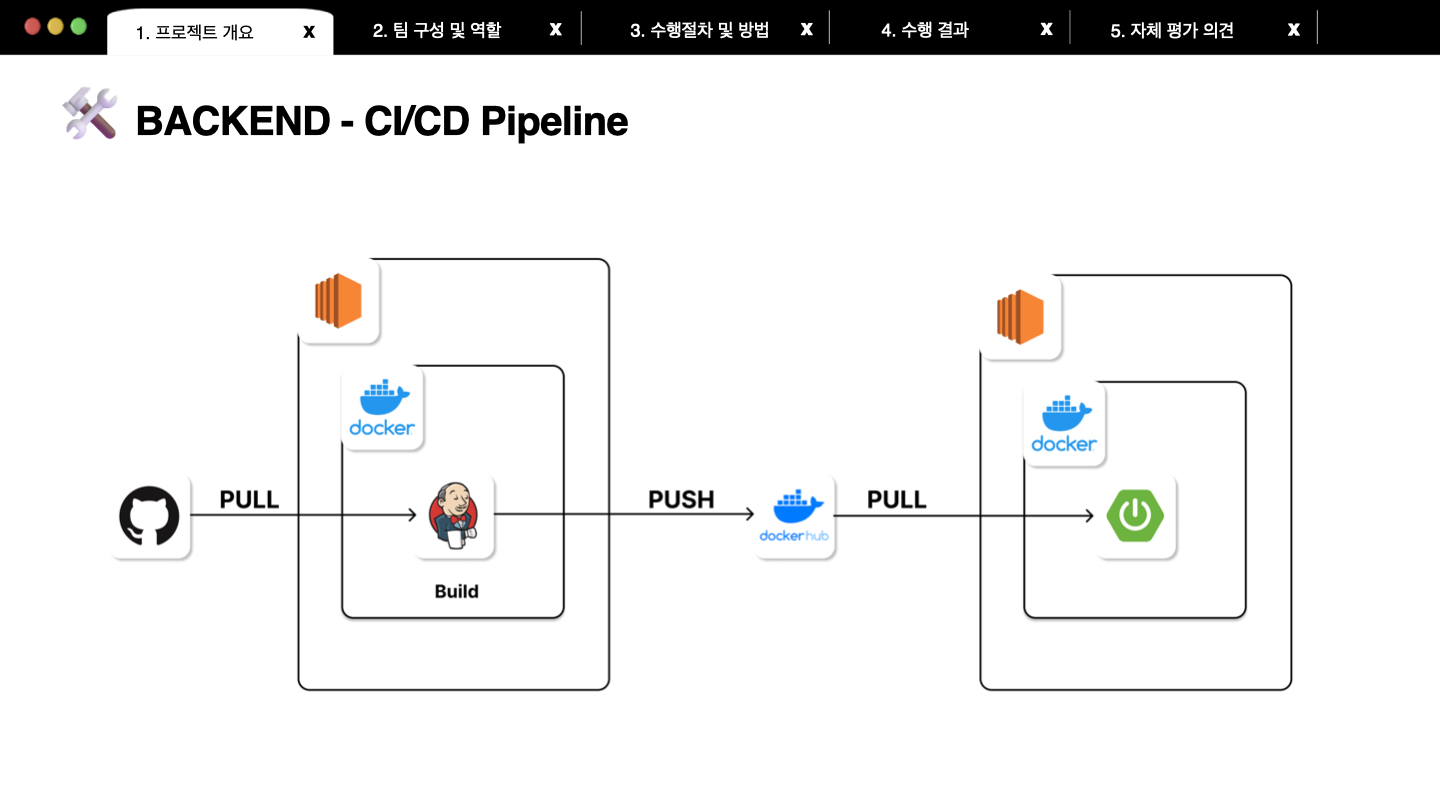 1. 프로젝트 개요 X
2. 팀 구성 및 역할 X
3. 수행절차 및 방법 X
4. 수행 결과 X
5. 자체 평가 의견 X
BACKEND - CI/CD Pipeline
docker
docker
PULL
PUSH
PULL
docker hub
Build